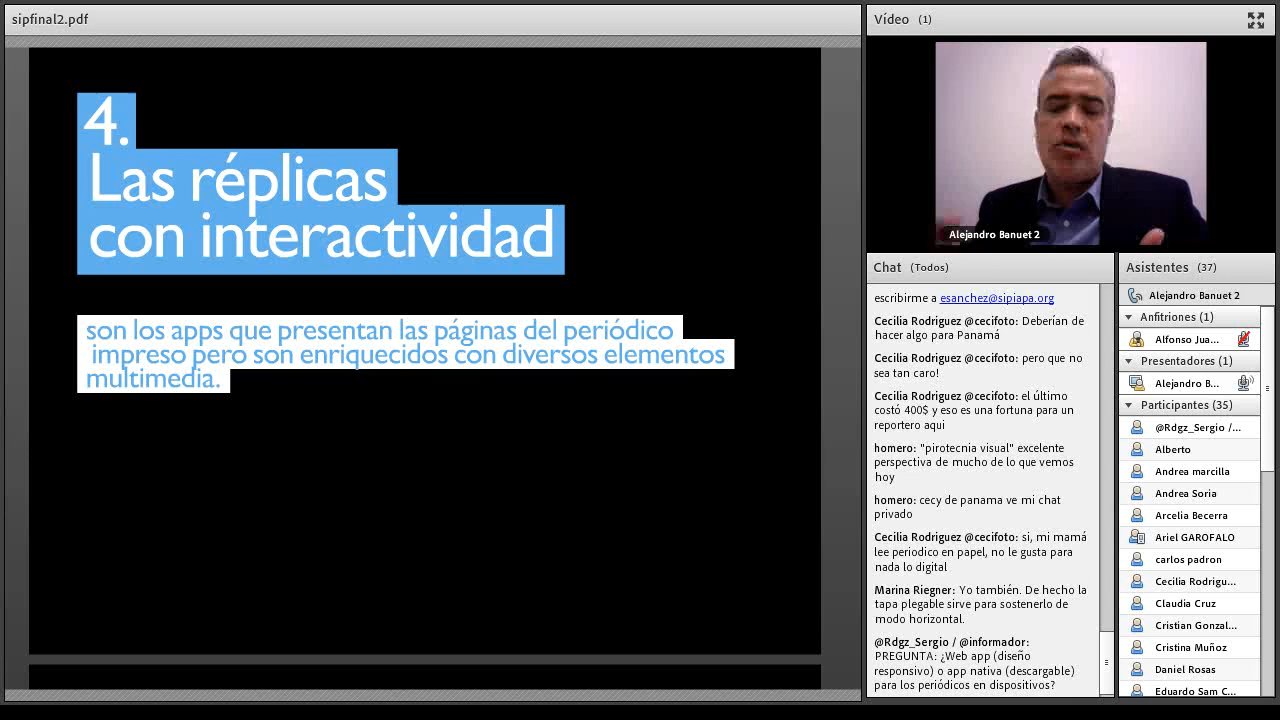 sipfinal2.pdf
4.
Las réplicas
con interactividad
son los apps que presentan las páginas del periódico
impreso pero son enriquecidos con diversos elementos
multimedia.
Vídeo (1)
Alejandro Banuet 2
Chat (Todos)
escribirme a esanchez@sipiapa.org
Cecilia Rodriguez @cecifoto: Deberían de
hacer algo para Panamá
Cecilia Rodriguez @cecifoto: pero que no
sea tan caro!
Cecilia Rodriguez @cecifoto: el último
costó 400$ y eso es una fortuna para un
reportero aqui
homero: "pirotecnia visual" excelente
perspectiva de mucho de lo que vemos
hoy
homero: cecy de panama ve mi chat
privado
Cecilia Rodriguez @cecifoto: si, mi mamá
lee periodico en papel, no le gusta para
nada lo digital
Marina Riegner: Yo también. De hecho la
tapa plegable sirve para sostenerlo de
modo horizontal.
@Rdgz_Sergio / @informador:
PREGUNTA: ¿Web app (diseño
responsivo) o app nativa (descargable)
para los periódicos en dispositivos?
Asistentes (37)
Alejandro Banuet 2
Anfitriones (1)
Alfonso Jua...
Presentadores (1)
Alejandro B...
Participantes (35)
@Rdgz_Sergio /...
Alberto
Andrea marcilla
Andrea Soria
Arcelia Becerra
Ariel GAROFALO
carlos padron
Cecilia Rodrigu...
Claudia Cruz
Cristian Gonzal...
Cristina Muñoz
Daniel Rosas
Eduardo Sam C...